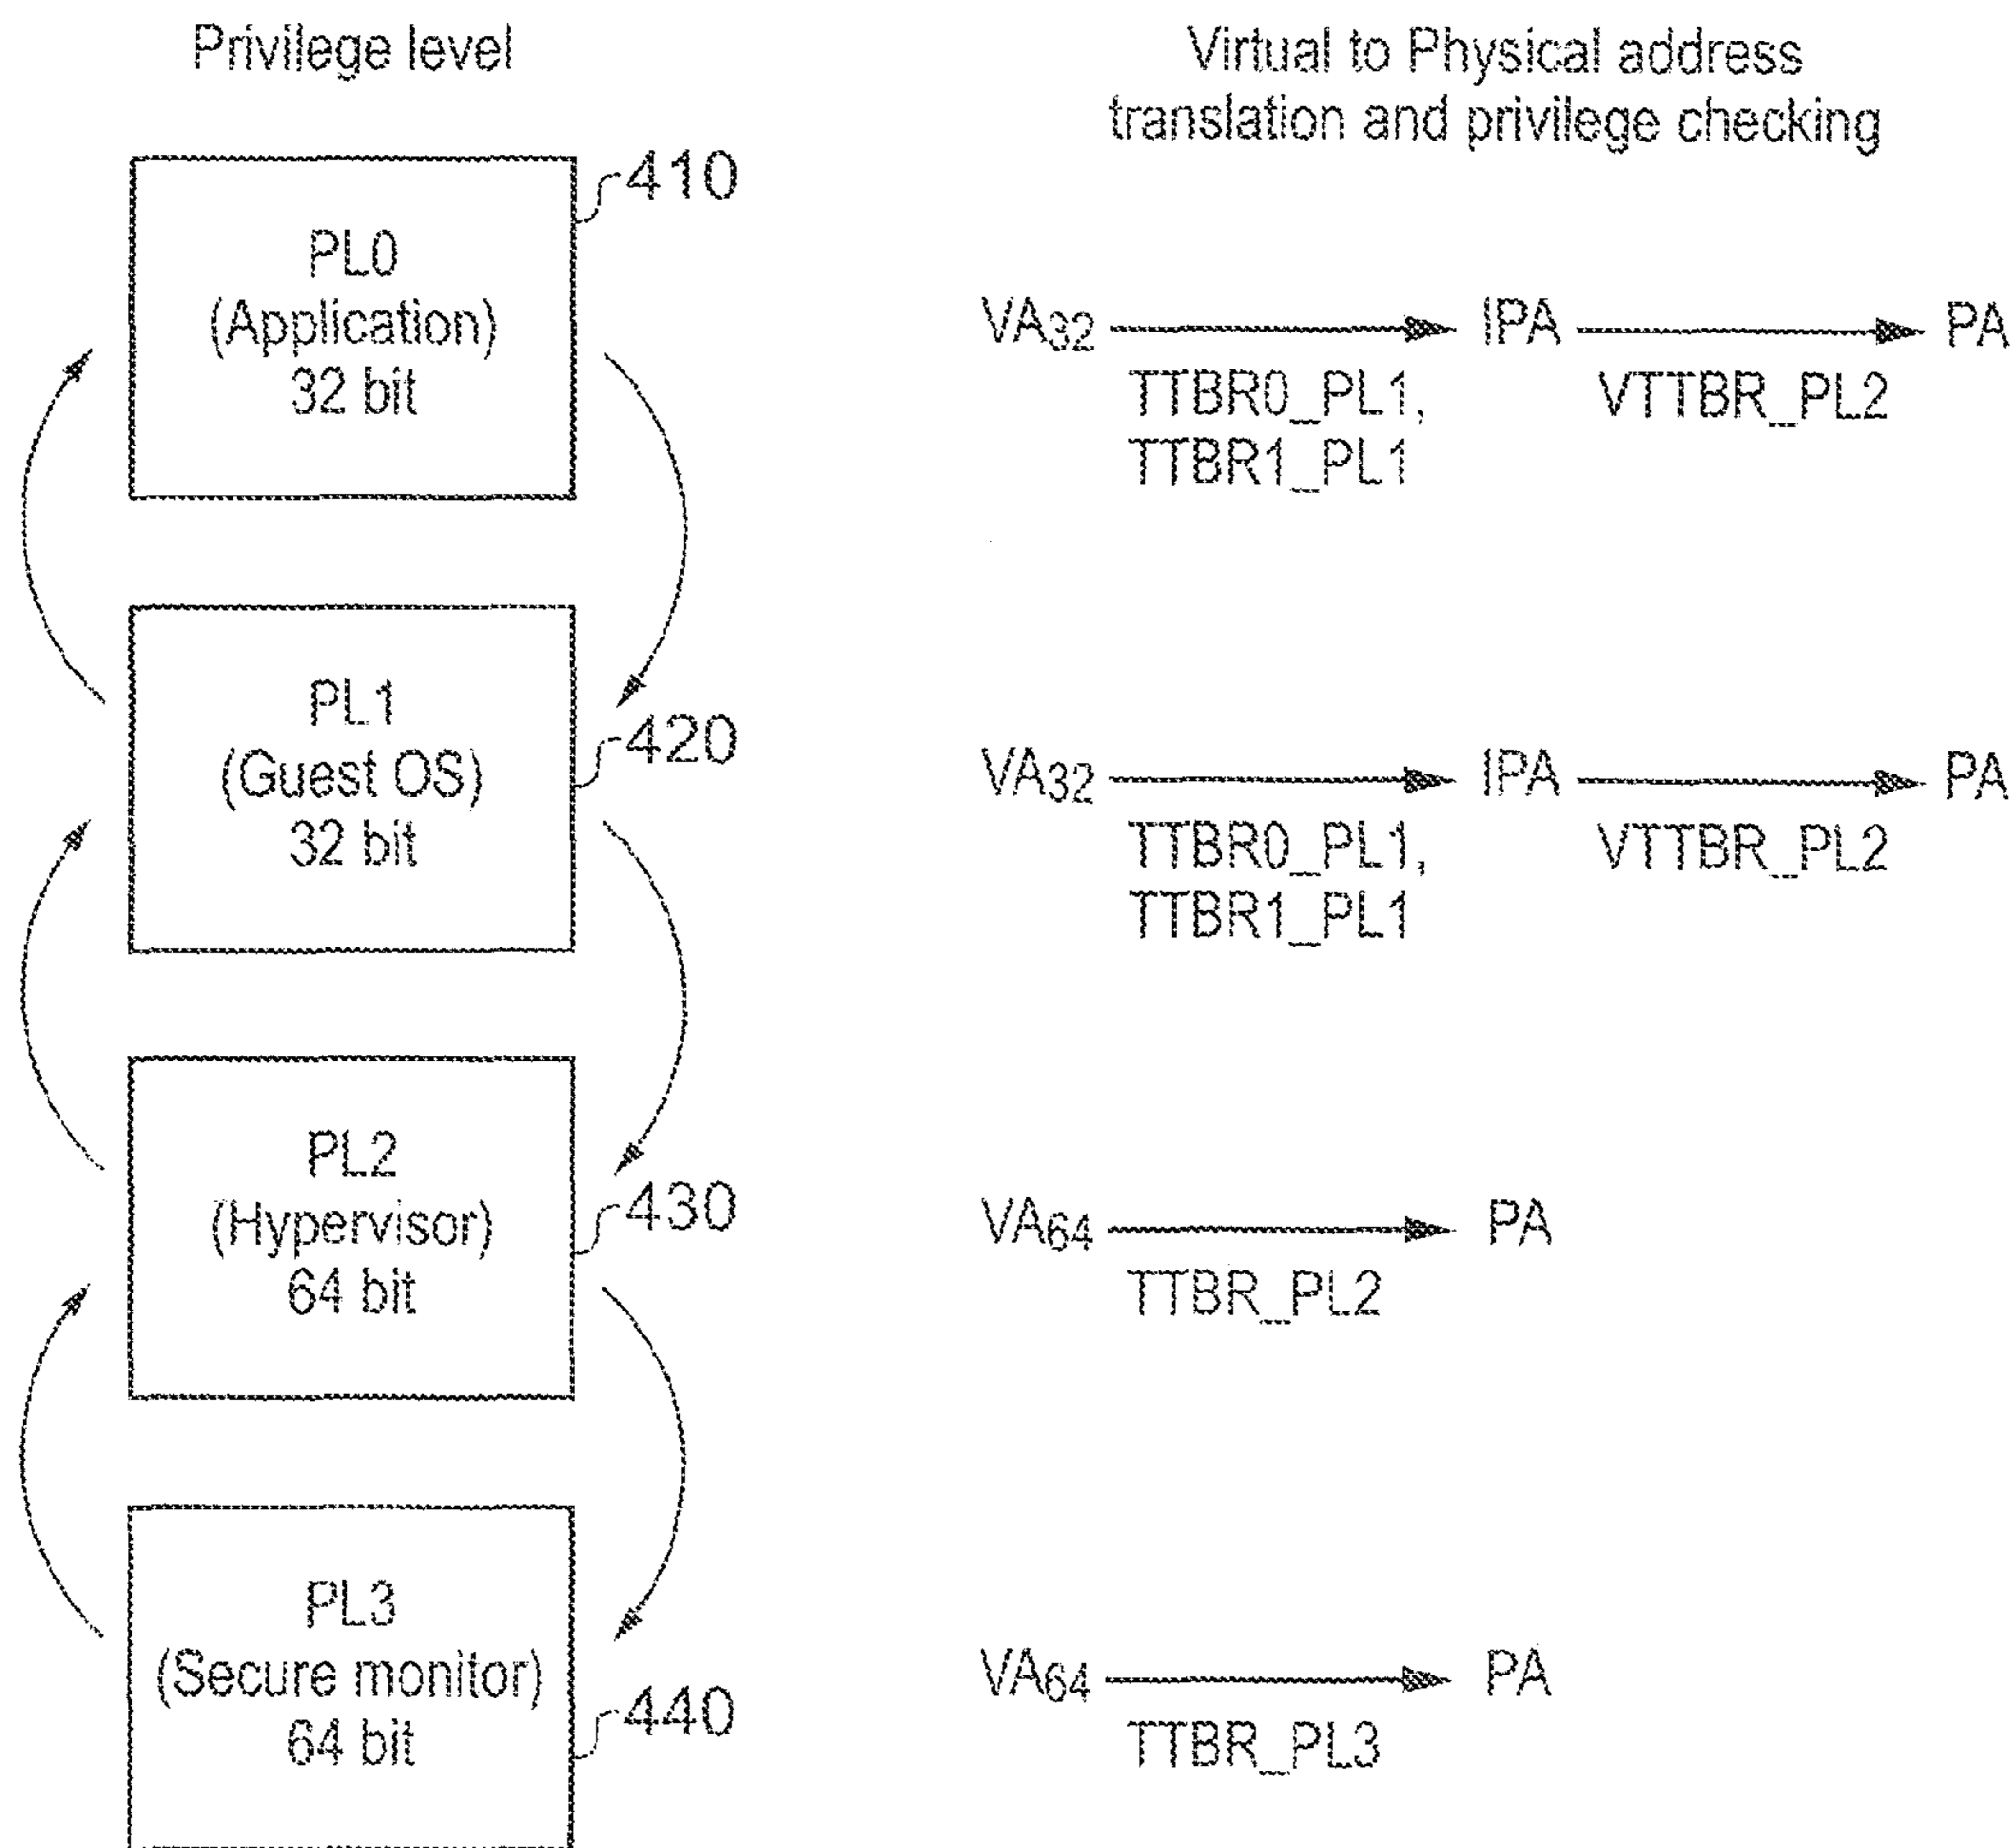 Privilege level
Virtual to Physical address
translation and privilege checking
410
PL0
(Application)
32 bit
VA32 IPA PA
TTBR0_PL1, VTTBR_PL2
TTBR1_PL1
420
PL1
(Guest OS)
32 bit
VA32 IPA PA
TTBR0_PL1, VTTBR_PL2
TTBR1_PL1
430
PL2
(Hypervisor)
64 bit
VA64 PA
TTBR_PL2
440
PL3
(Secure monitor)
64 bit
VA64 PA
TTBR_PL3